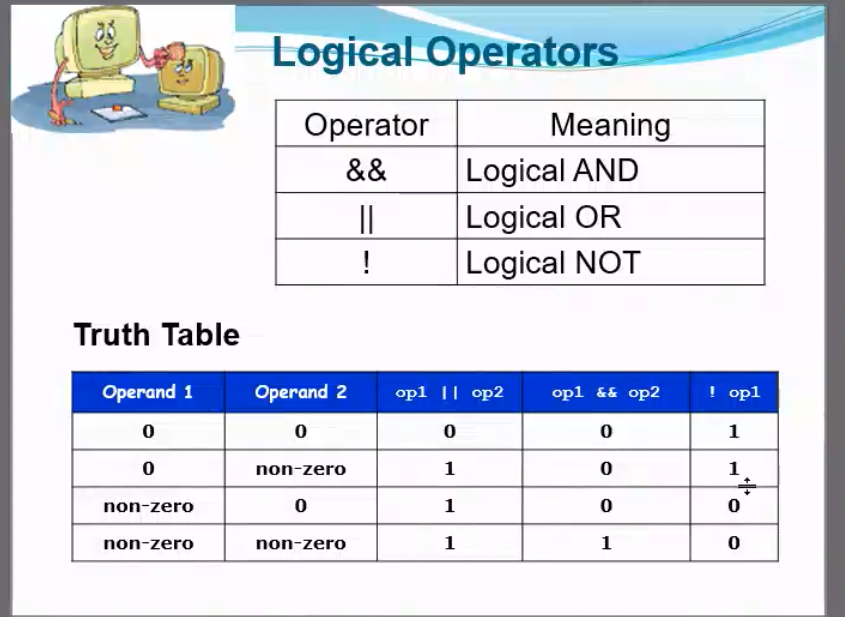 Logical Operators
Operator Meaning
&& Logical AND
|| Logical OR
! Logical NOT
Truth Table
Operand 1 Operand 2 op1 || op2 op1 && op2 ! op1
0 0 0 0 1
0 non-zero 1 0 1
non-zero 0 1 0 0
non-zero non-zero 1 1 0